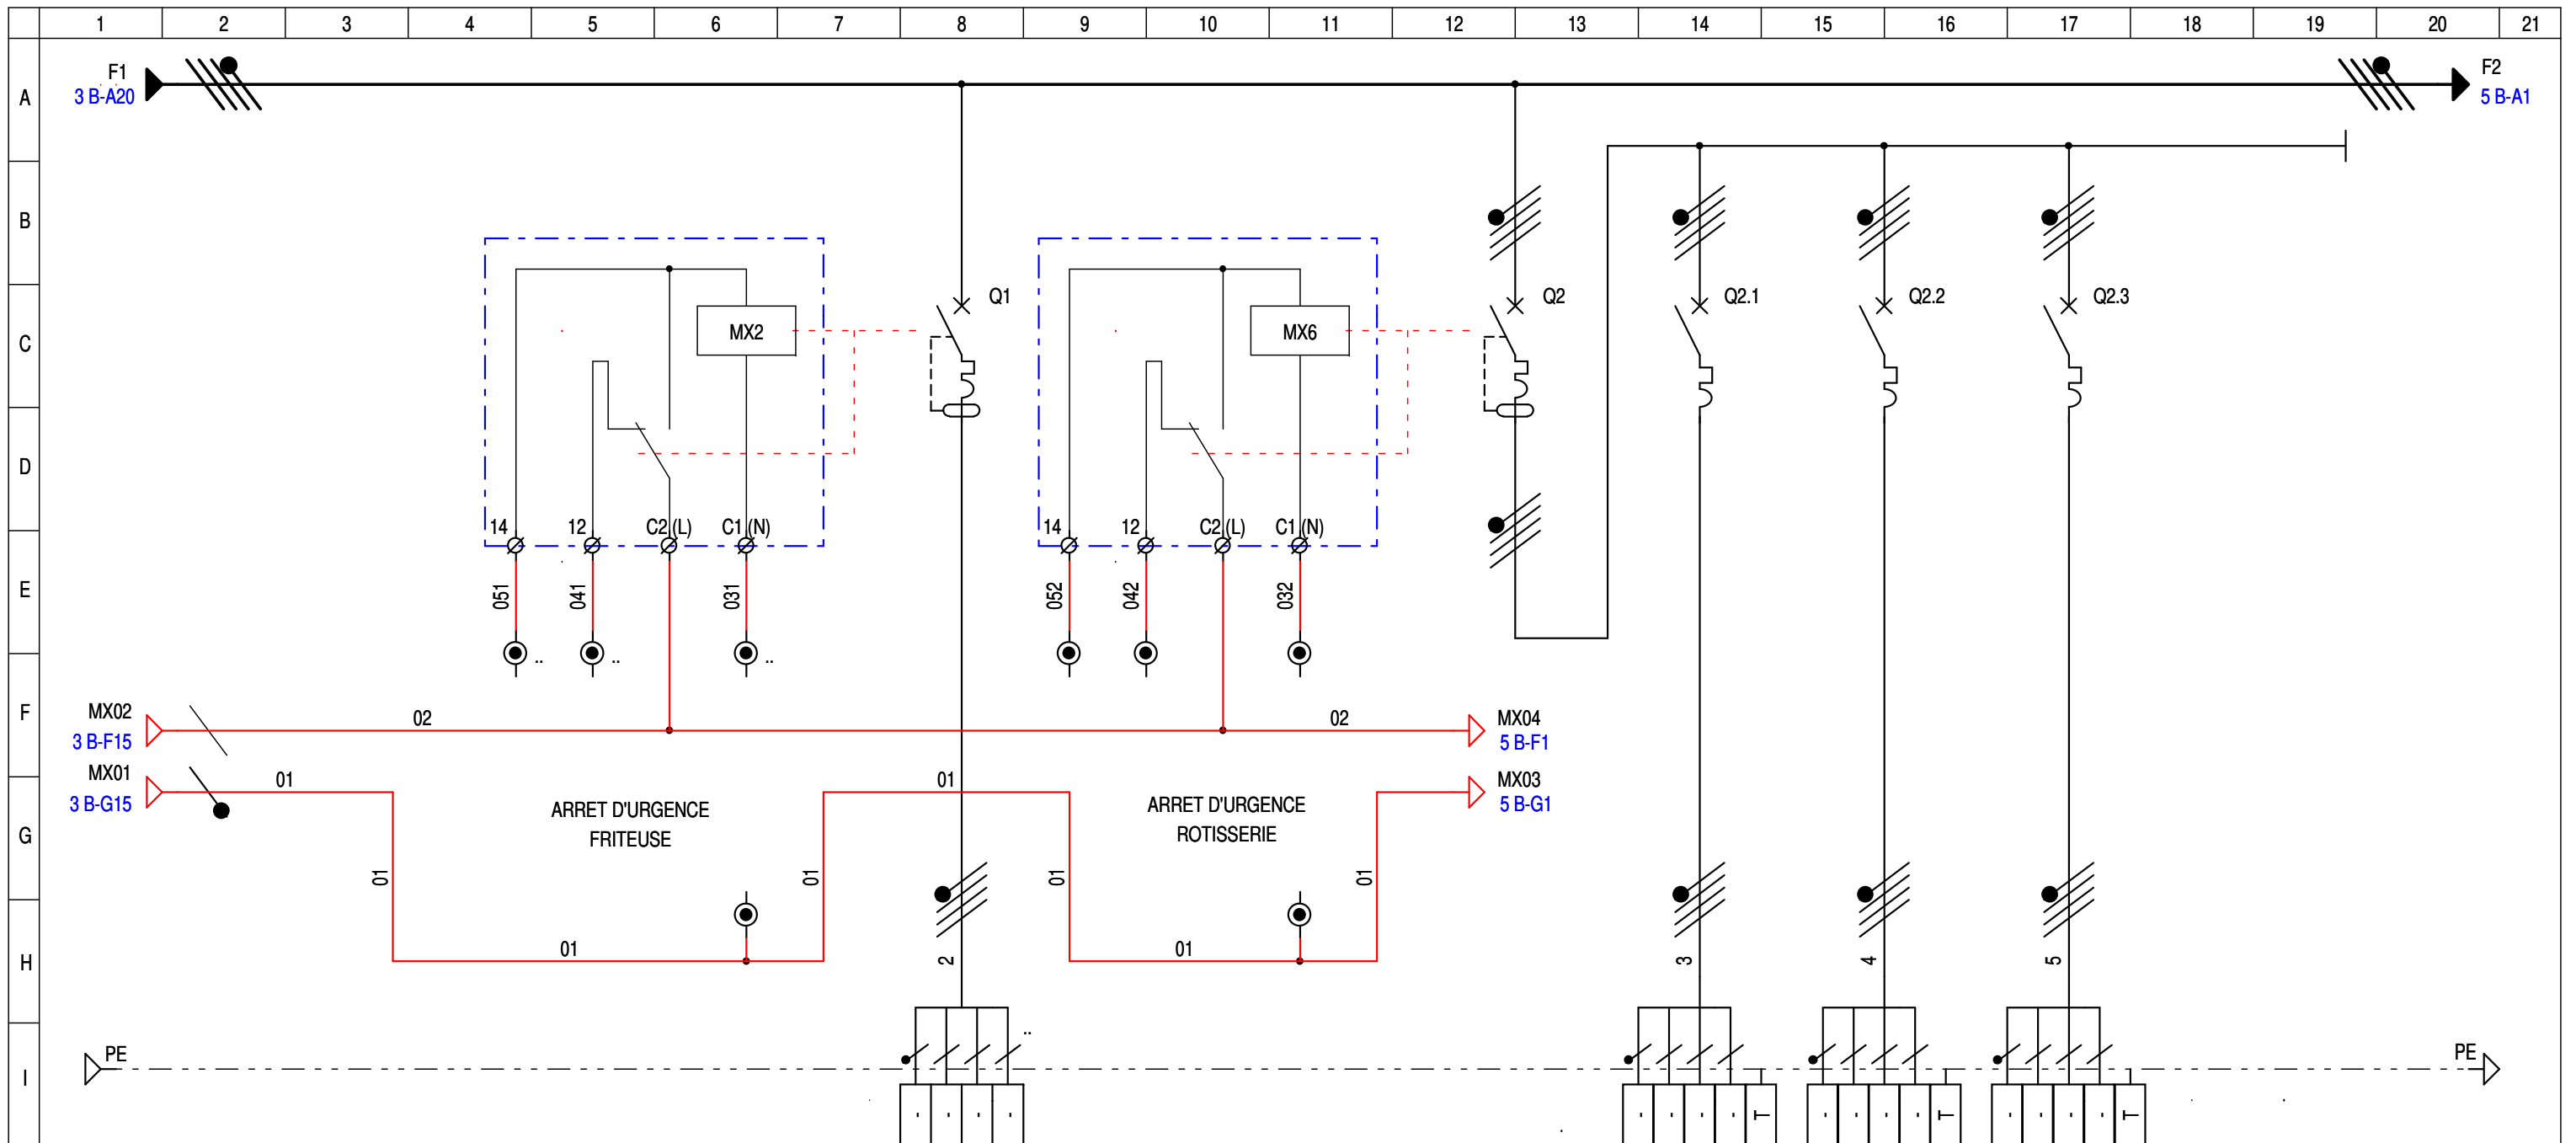 1 2 3 4 5 6 7 8 9 10 11 12 13 14 15 16 17 18 19 20 21
A
F1
3 B-A20
F2
5 B-A1
B
C
MX2
Q1
MX6
Q2
Q2.1
Q2.2
Q2.3
D
14 12 C2 (L) C1 (N)
14 12 C2 (L) C1 (N)
E
051 041 031
052 042 032
F
MX02
3 B-F15
02
02
MX04
5 B-F1
MX01
3 B-G15
01
01
MX03
5 B-G1
G
ARRET D'URGENCE
FRITEUSE
ARRET D'URGENCE
ROTISSERIE
01
01
01
01
H
01
2
01
3
4
5
I
PE
PE
- - - -
- - - - T
- - - - T
- - - - T